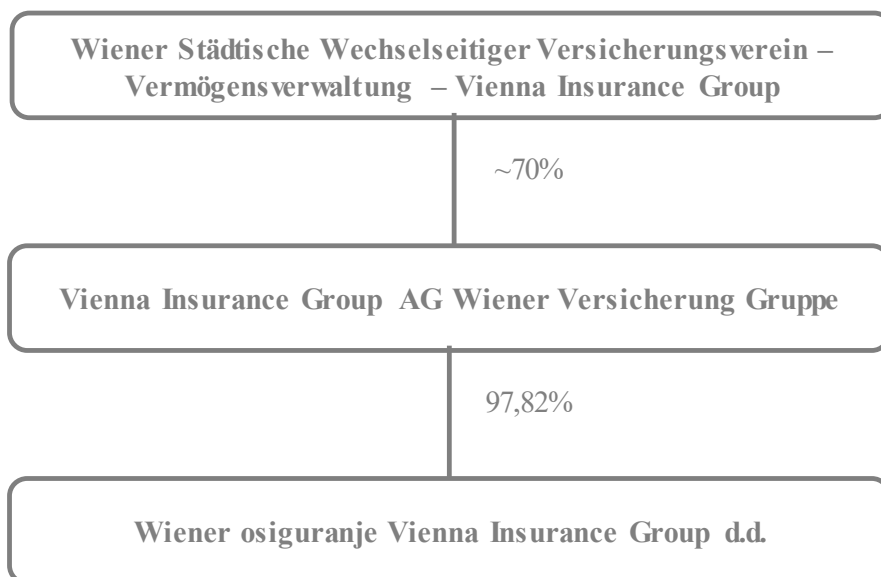 Wiener Städtische Wechselseitiger Versicherungsverein –
Vermögensverwaltung – Vienna Insurance Group
~70%
Vienna Insurance Group AG Wiener Versicherung Gruppe
97,82%
Wiener osiguranje Vienna Insurance Group d.d.